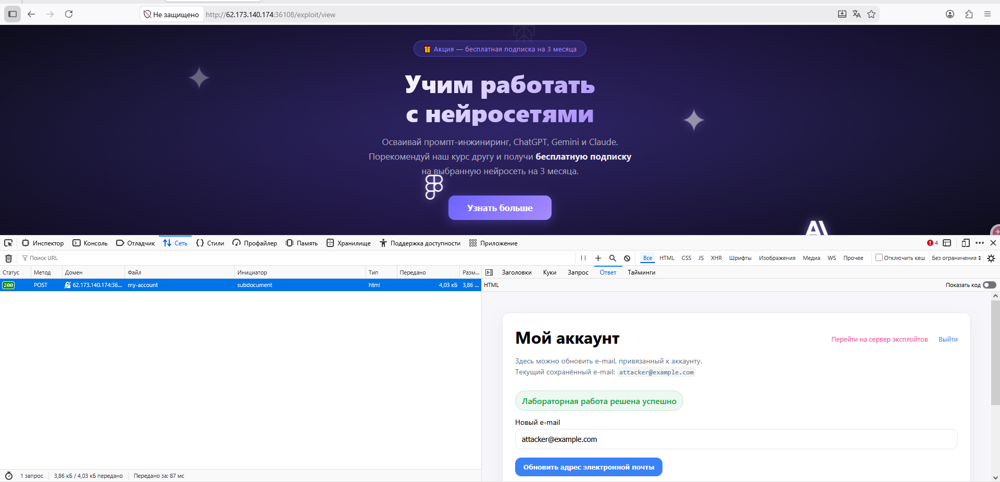 Не защищено
http://62.173.140.174:36108/exploit/view
Акция — бесплатная подписка на 3 месяца
Учим работать
с нейросетями
Осваивай промпт-инжиниринг, ChatGPT, Gemini и Claude.
Порекомендуй наш курс другу и получи бесплатную подписку
на выбранную нейросеть на 3 месяца.
Узнать больше
Инспектор Консоль Отладчик Сеть Стили Профайлер Память Хранилище Поддержка доступности Приложение 4
Поиск URL
Все HTML CSS JS XHR Шрифты Изображения Медиа WS Прочее Отключить кеш Без ограничения
Статус Метод Домен Файл Инициатор Тип Передано Разм...
Заголовки Куки Запрос Ответ Тайминги
200 POST 62.173.140.174:36... my-account subdocument html 4,03 кБ 3,86 ...
HTML
Показать код
Мой аккаунт
Перейти на сервер эксплойтов Выйти
Здесь можно обновить e-mail, привязанный к аккаунту.
Текущий сохранённый e-mail: attacker@example.com
Лабораторная работа решена успешно
Новый e-mail
attacker@example.com
Обновить адрес электронной почты
1 запрос 3,86 кБ / 4,03 кБ передано Передано за: 87 мс